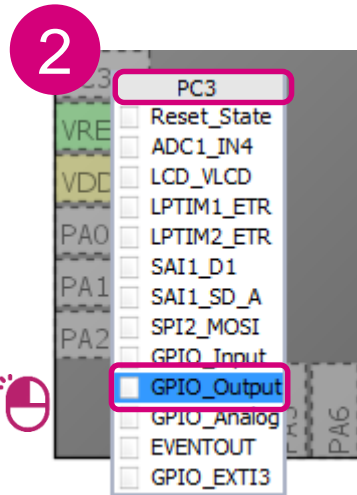 2
PC3
Reset_State
ADC1_IN4
LCD_VLCD
LPTIM1_ETR
LPTIM2_ETR
SAI1_D1
SAI1_SD_A
SPI2_MOSI
GPIO_Input
GPIO_Output
GPIO_Analog
EVENTOUT
GPIO_EXTI3
VRE
VDD
PA0
PA1
PA2
PA6